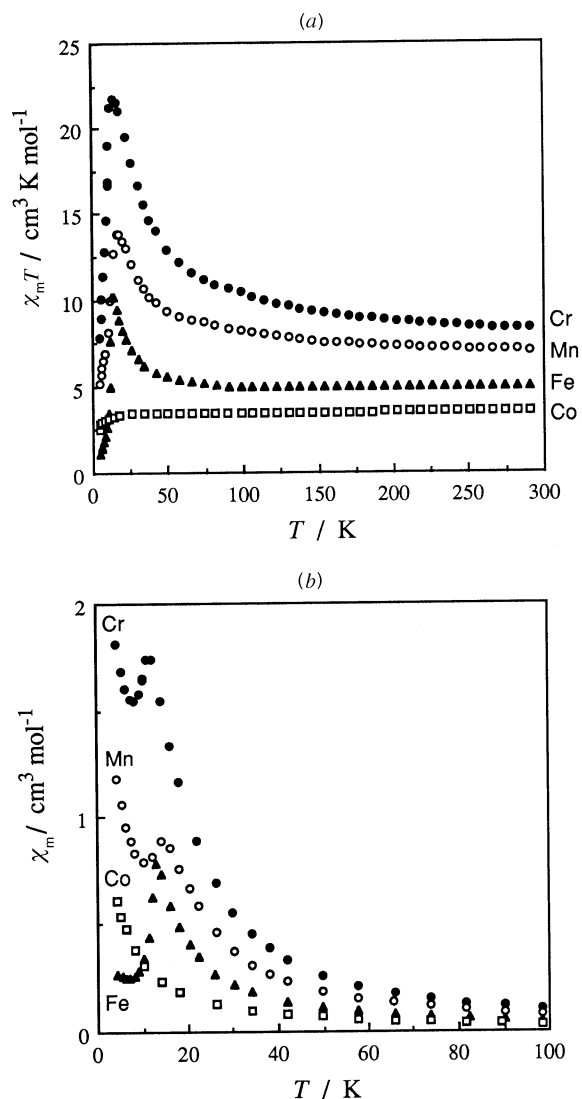 (a)
25
20
15
10
5
0
χₘT / cm³ K mol⁻¹
Cr
Mn
Fe
Co
0 50 100 150 200 250 300
T / K
(b)
2
1
0
χₘ / cm³ mol⁻¹
Cr
Mn
Co
Fe
0 20 40 60 80 100
T / K